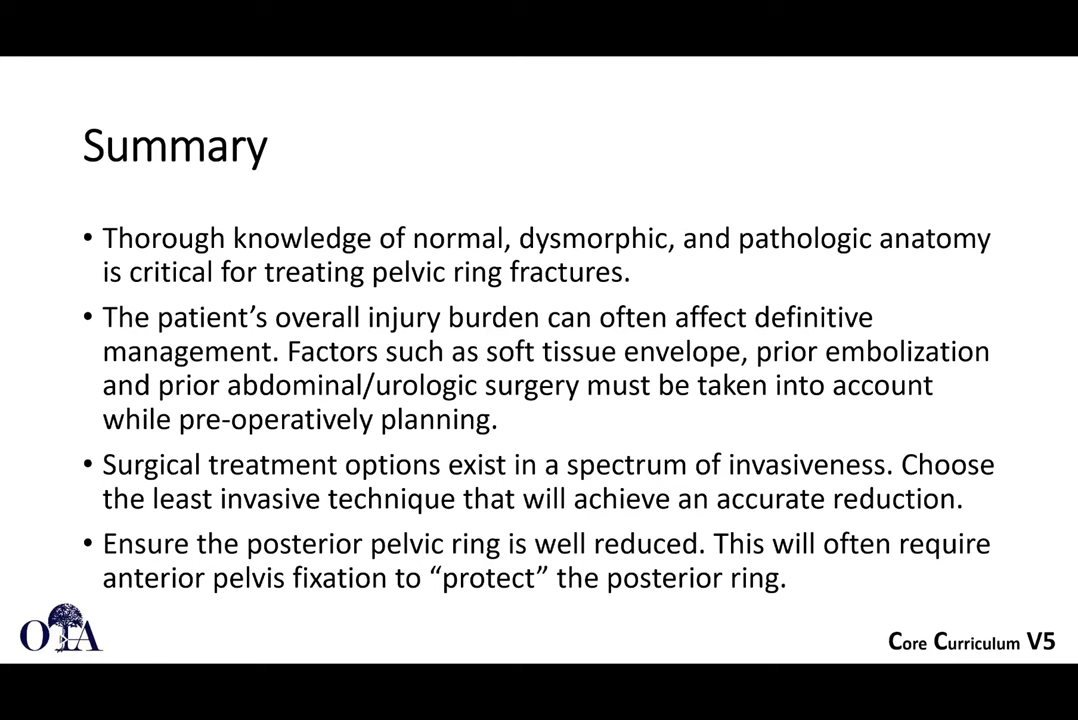 Summary
• Thorough knowledge of normal, dysmorphic, and pathologic anatomy
is critical for treating pelvic ring fractures.
• The patient’s overall injury burden can often affect definitive
management. Factors such as soft tissue envelope, prior embolization
and prior abdominal/urologic surgery must be taken into account
while pre-operatively planning.
• Surgical treatment options exist in a spectrum of invasiveness. Choose
the least invasive technique that will achieve an accurate reduction.
• Ensure the posterior pelvic ring is well reduced. This will often require
anterior pelvis fixation to “protect” the posterior ring.
OTA
Core Curriculum V5